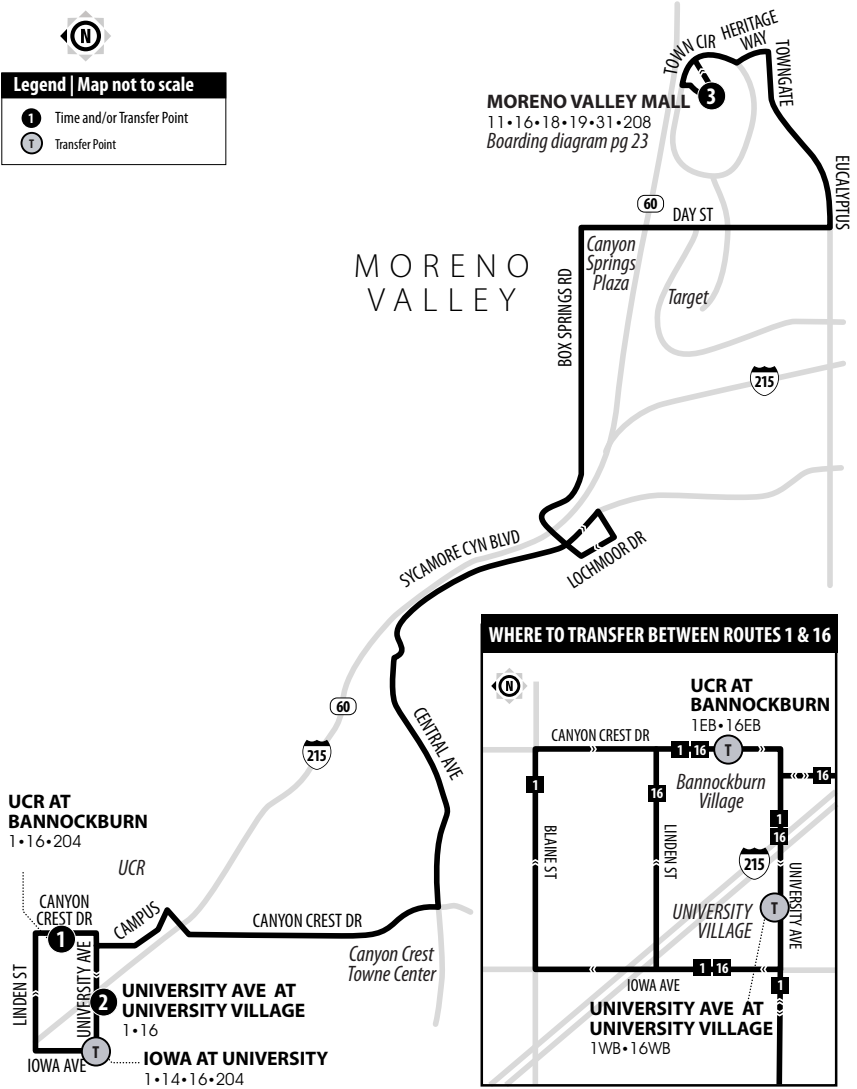 N
Legend | Map not to scale
1 Time and/or Transfer Point
T Transfer Point
TOWN CIR
HERITAGE
WAY
TOWNGATE
EUCALYPTUS
3
MORENO VALLEY MALL
11•16•18•19•31•208
Boarding diagram pg 23
60
DAY ST
Canyon
Springs
Plaza
Target
MORENO
VALLEY
BOX SPRINGS RD
215
SYCAMORE CYN BLVD
LOCHMOOR DR
60
215
CENTRAL AVE
UCR AT
BANNOCKBURN
1•16•204
UCR
CANYON
CREST DR
1
CAMPUS
CANYON CREST DR
Canyon Crest
Towne Center
LINDEN ST
UNIVERSITY AVE
2
UNIVERSITY AVE AT
UNIVERSITY VILLAGE
1•16
T
IOWA AVE
IOWA AT UNIVERSITY
1•14•16•204
WHERE TO TRANSFER BETWEEN ROUTES 1 & 16
N
UCR AT
BANNOCKBURN
1EB•16EB
CANYON CREST DR
1 16
T
Bannockburn
Village
16
1
16
1
16
BLAINE ST
LINDEN ST
215
UNIVERSITY AVE
UNIVERSITY
VILLAGE
T
1 16
IOWA AVE
1
UNIVERSITY AVE AT
UNIVERSITY VILLAGE
1WB•16WB